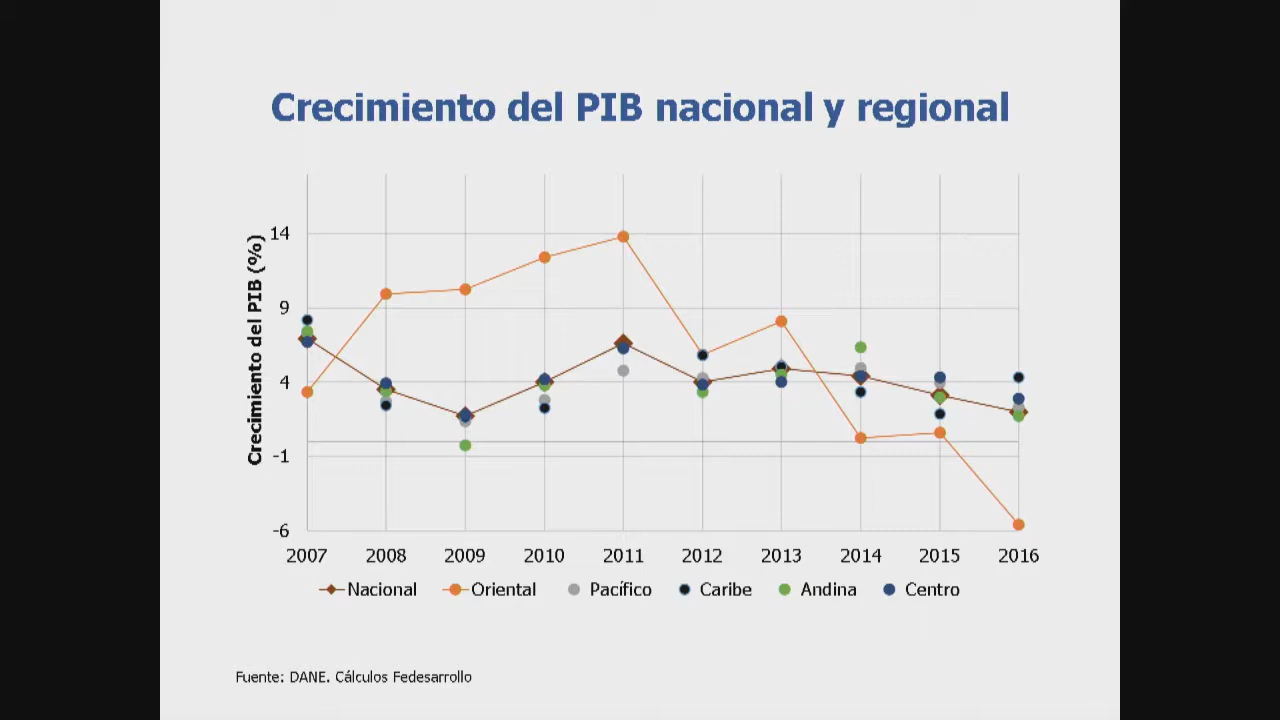 Crecimiento del PIB nacional y regional
Crecimiento del PIB (%)
14
9
4
-1
-6
2007 2008 2009 2010 2011 2012 2013 2014 2015 2016
Nacional Oriental Pacífico Caribe Andina Centro
Fuente: DANE. Cálculos Fedesarrollo